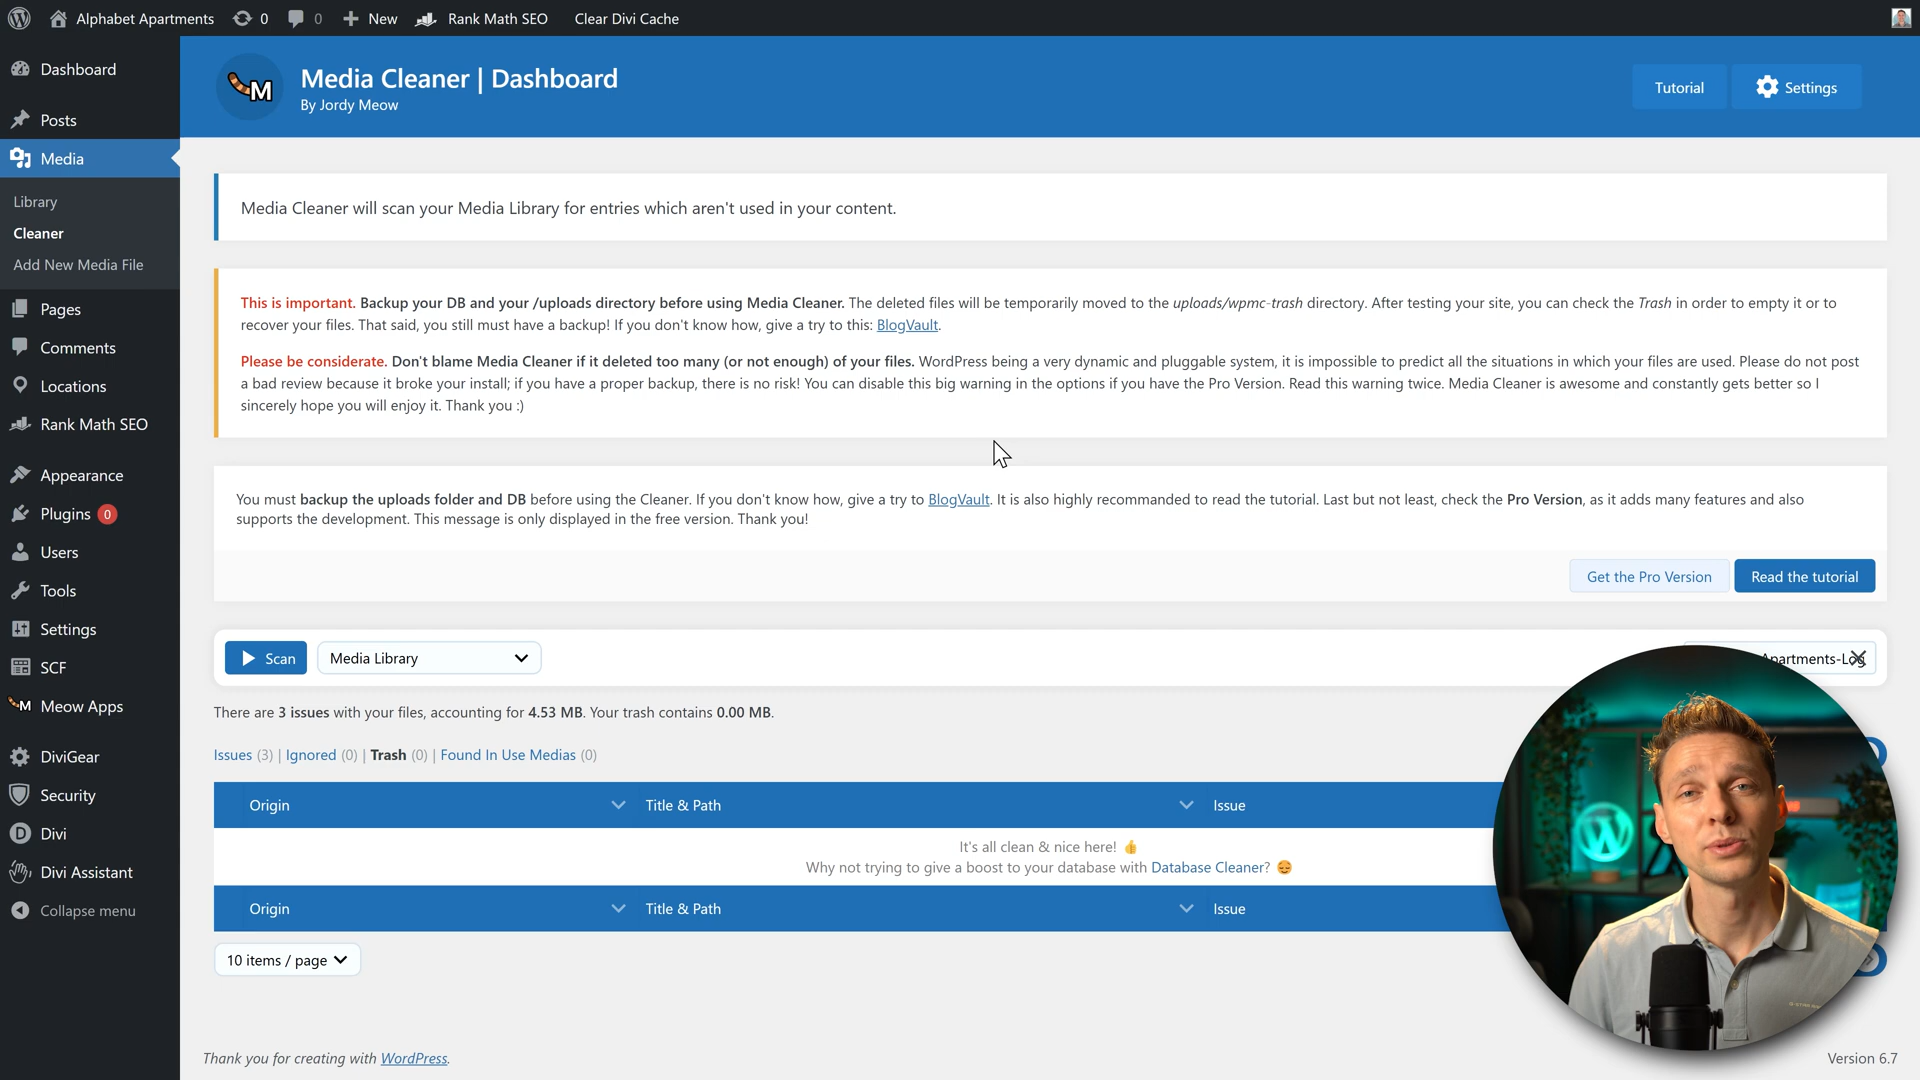 Alphabet Apartments 0 0 New Rank Math SEO Clear Divi Cache
Dashboard
Posts
Media
Library
Cleaner
Add New Media File
Pages
Comments
Locations
Rank Math SEO
Appearance
Plugins 0
Users
Tools
Settings
SCF
Meow Apps
DiviGear
Security
Divi
Divi Assistant
Collapse menu
M
Media Cleaner | Dashboard
By Jordy Meow
Tutorial
Settings
Media Cleaner will scan your Media Library for entries which aren't used in your content.
This is important. Backup your DB and your /uploads directory before using Media Cleaner. The deleted files will be temporarily moved to the uploads/wpmc-trash directory. After testing your site, you can check the Trash in order to empty it or to
recover your files. That said, you still must have a backup! If you don't know how, give a try to this: BlogVault.
Please be considerate. Don't blame Media Cleaner if it deleted too many (or not enough) of your files. WordPress being a very dynamic and pluggable system, it is impossible to predict all the situations in which your files are used. Please do not post
a bad review because it broke your install; if you have a proper backup, there is no risk! You can disable this big warning in the options if you have the Pro Version. Read this warning twice. Media Cleaner is awesome and constantly gets better so I
sincerely hope you will enjoy it. Thank you :)
You must backup the uploads folder and DB before using the Cleaner. If you don't know how, give a try to BlogVault. It is also highly recommanded to read the tutorial. Last but not least, check the Pro Version, as it adds many features and also
supports the development. This message is only displayed in the free version. Thank you!
Get the Pro Version
Read the tutorial
Scan
Media Library
There are 3 issues with your files, accounting for 4.53 MB. Your trash contains 0.00 MB.
Issues (3) | Ignored (0) | Trash (0) | Found In Use Medias (0)
Origin Title & Path Issue
It's all clean & nice here! 👍
Why not trying to give a boost to your database with Database Cleaner? 😊
Origin Title & Path Issue
10 items / page
Thank you for creating with WordPress.
Version 6.7